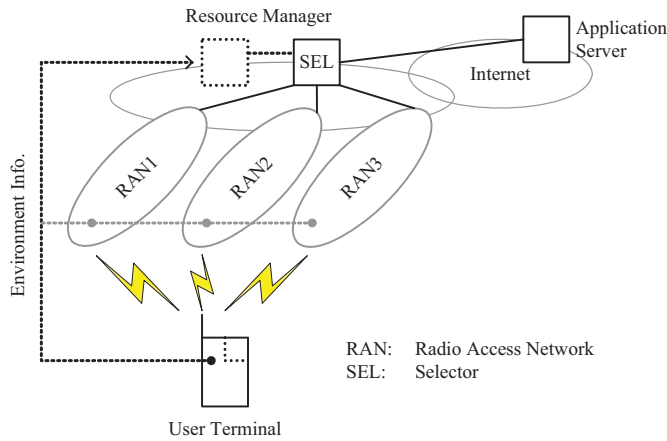 Resource Manager
SEL
Application
Server
Internet
RAN1
RAN2
RAN3
Environment Info.
RAN: Radio Access Network
SEL: Selector
User Terminal